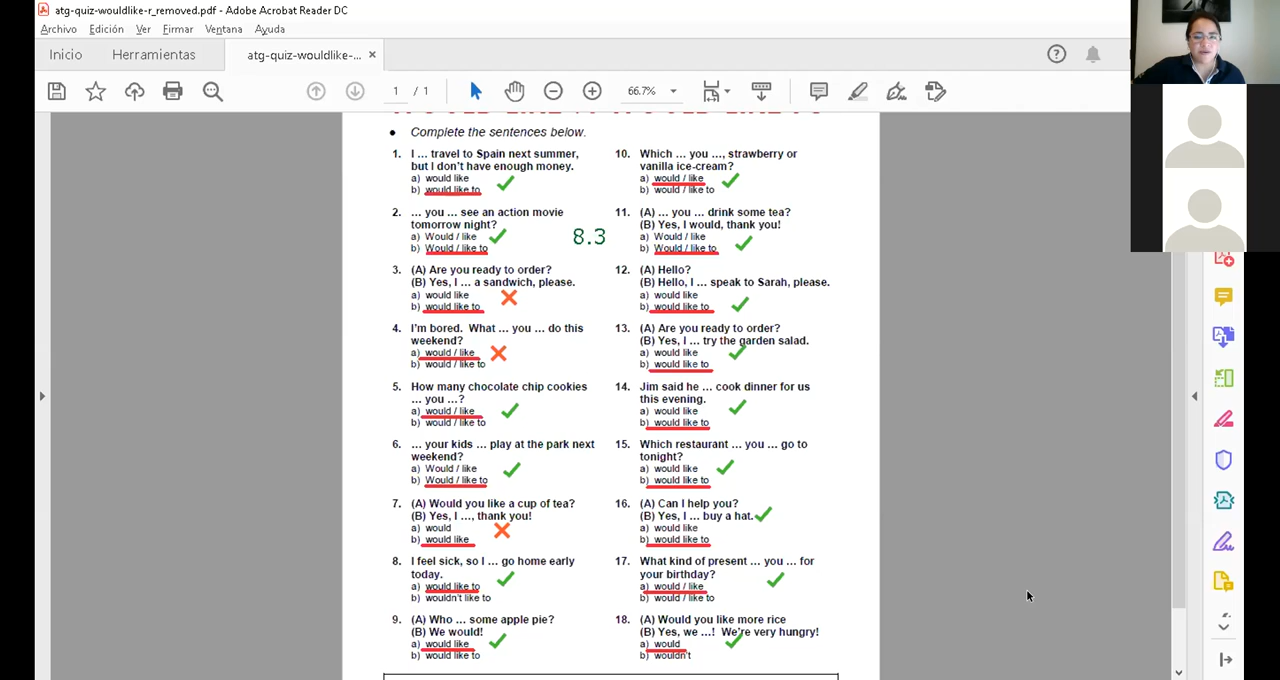 atg-quiz-wouldlike-r_removed.pdf - Adobe Acrobat Reader DC
Archivo Edición Ver Firmar Ventana Ayuda
Inicio Herramientas atg-quiz-wouldlike-... ×
1 / 1 66.7%
• Complete the sentences below.
1. I ... travel to Spain next summer,
but I don't have enough money.
a) would like
b) would like to
2. ... you ... see an action movie
tomorrow night?
a) Would / like
b) Would / like to
8.3
3. (A) Are you ready to order?
(B) Yes, I ... a sandwich, please.
a) would like
b) would like to
4. I'm bored. What ... you ... do this
weekend?
a) would / like
b) would / like to
5. How many chocolate chip cookies
... you ...?
a) would / like
b) would / like to
6. ... your kids ... play at the park next
weekend?
a) Would / like
b) Would / like to
7. (A) Would you like a cup of tea?
(B) Yes, I ..., thank you!
a) would
b) would like
8. I feel sick, so I ... go home early
today.
a) would like to
b) wouldn't like to
9. (A) Who ... some apple pie?
(B) We would!
a) would like
b) would like to
10. Which ... you ..., strawberry or
vanilla ice-cream?
a) would / like
b) would / like to
11. (A) ... you ... drink some tea?
(B) Yes, I would, thank you!
a) Would / like
b) Would / like to
12. (A) Hello?
(B) Hello, I ... speak to Sarah, please.
a) would like
b) would like to
13. (A) Are you ready to order?
(B) Yes, I ... try the garden salad.
a) would like
b) would like to
14. Jim said he ... cook dinner for us
this evening.
a) would like
b) would like to
15. Which restaurant ... you ... go to
tonight?
a) would like
b) would like to
16. (A) Can I help you?
(B) Yes, I ... buy a hat.
a) would like
b) would like to
17. What kind of present ... you ... for
your birthday?
a) would / like
b) would / like to
18. (A) Would you like more rice
(B) Yes, we ...! We're very hungry!
a) would
b) wouldn't